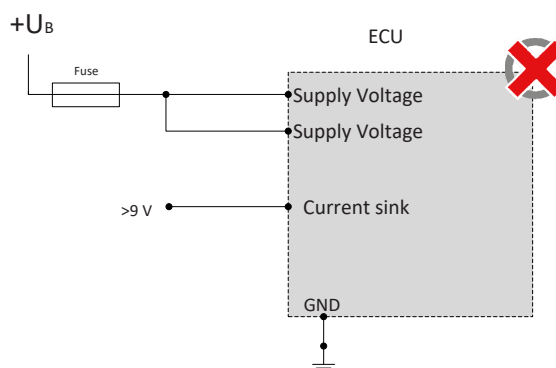 +UB
ECU
Fuse
Supply Voltage
Supply Voltage
>9 V
Current sink
GND